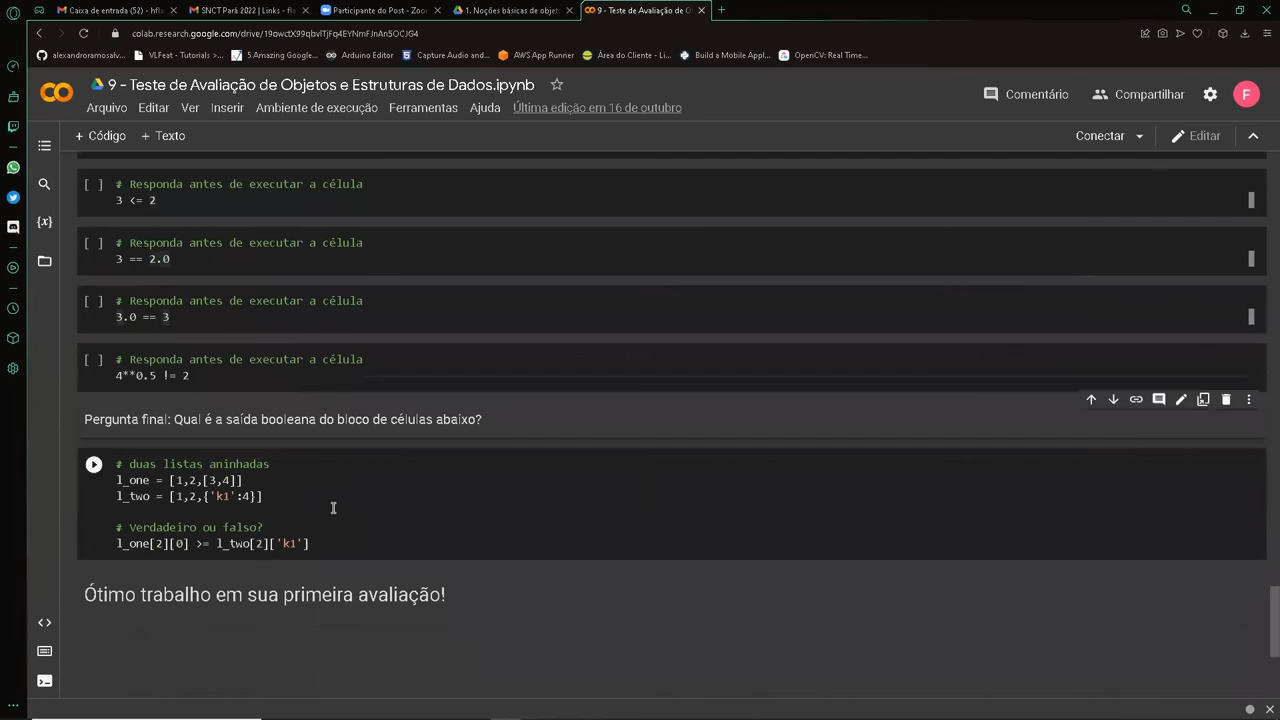 Caixa de entrada (52) - hfl
SNCT Pará 2022 | Links - fla
Participante do Post - Zoo
1. Noções básicas de objet
9 - Teste de Avaliação de O
colab.research.google.com/drive/
alexandroramosalv...
VLFeat - Tutorials >...
5 Amazing Google...
Arduino Editor
Capture Audio and...
AWS App Runner
Área do Cliente - Li...
Build a Mobile Appl...
OpenCV: Real Time...
9 - Teste de Avaliação de Objetos e Estruturas de Dados.ipynb
Arquivo Editar Ver Inserir Ambiente de execução Ferramentas Ajuda Última edição em 16 de outubro
Comentário
Compartilhar
F
+ Código + Texto
Conectar
Editar
[ ] # Responda antes de executar a célula
3 <= 2
[ ] # Responda antes de executar a célula
3 == 2.0
[ ] # Responda antes de executar a célula
3.0 == 3
[ ] # Responda antes de executar a célula
4**0.5 != 2
Pergunta final: Qual é a saída booleana do bloco de células abaixo?
# duas listas aninhadas
l_one = [1,2,[3,4]]
l_two = [1,2,{'k1':4}]
# Verdadeiro ou falso?
l_one[2][0] >= l_two[2]['k1']
Ótimo trabalho em sua primeira avaliação!